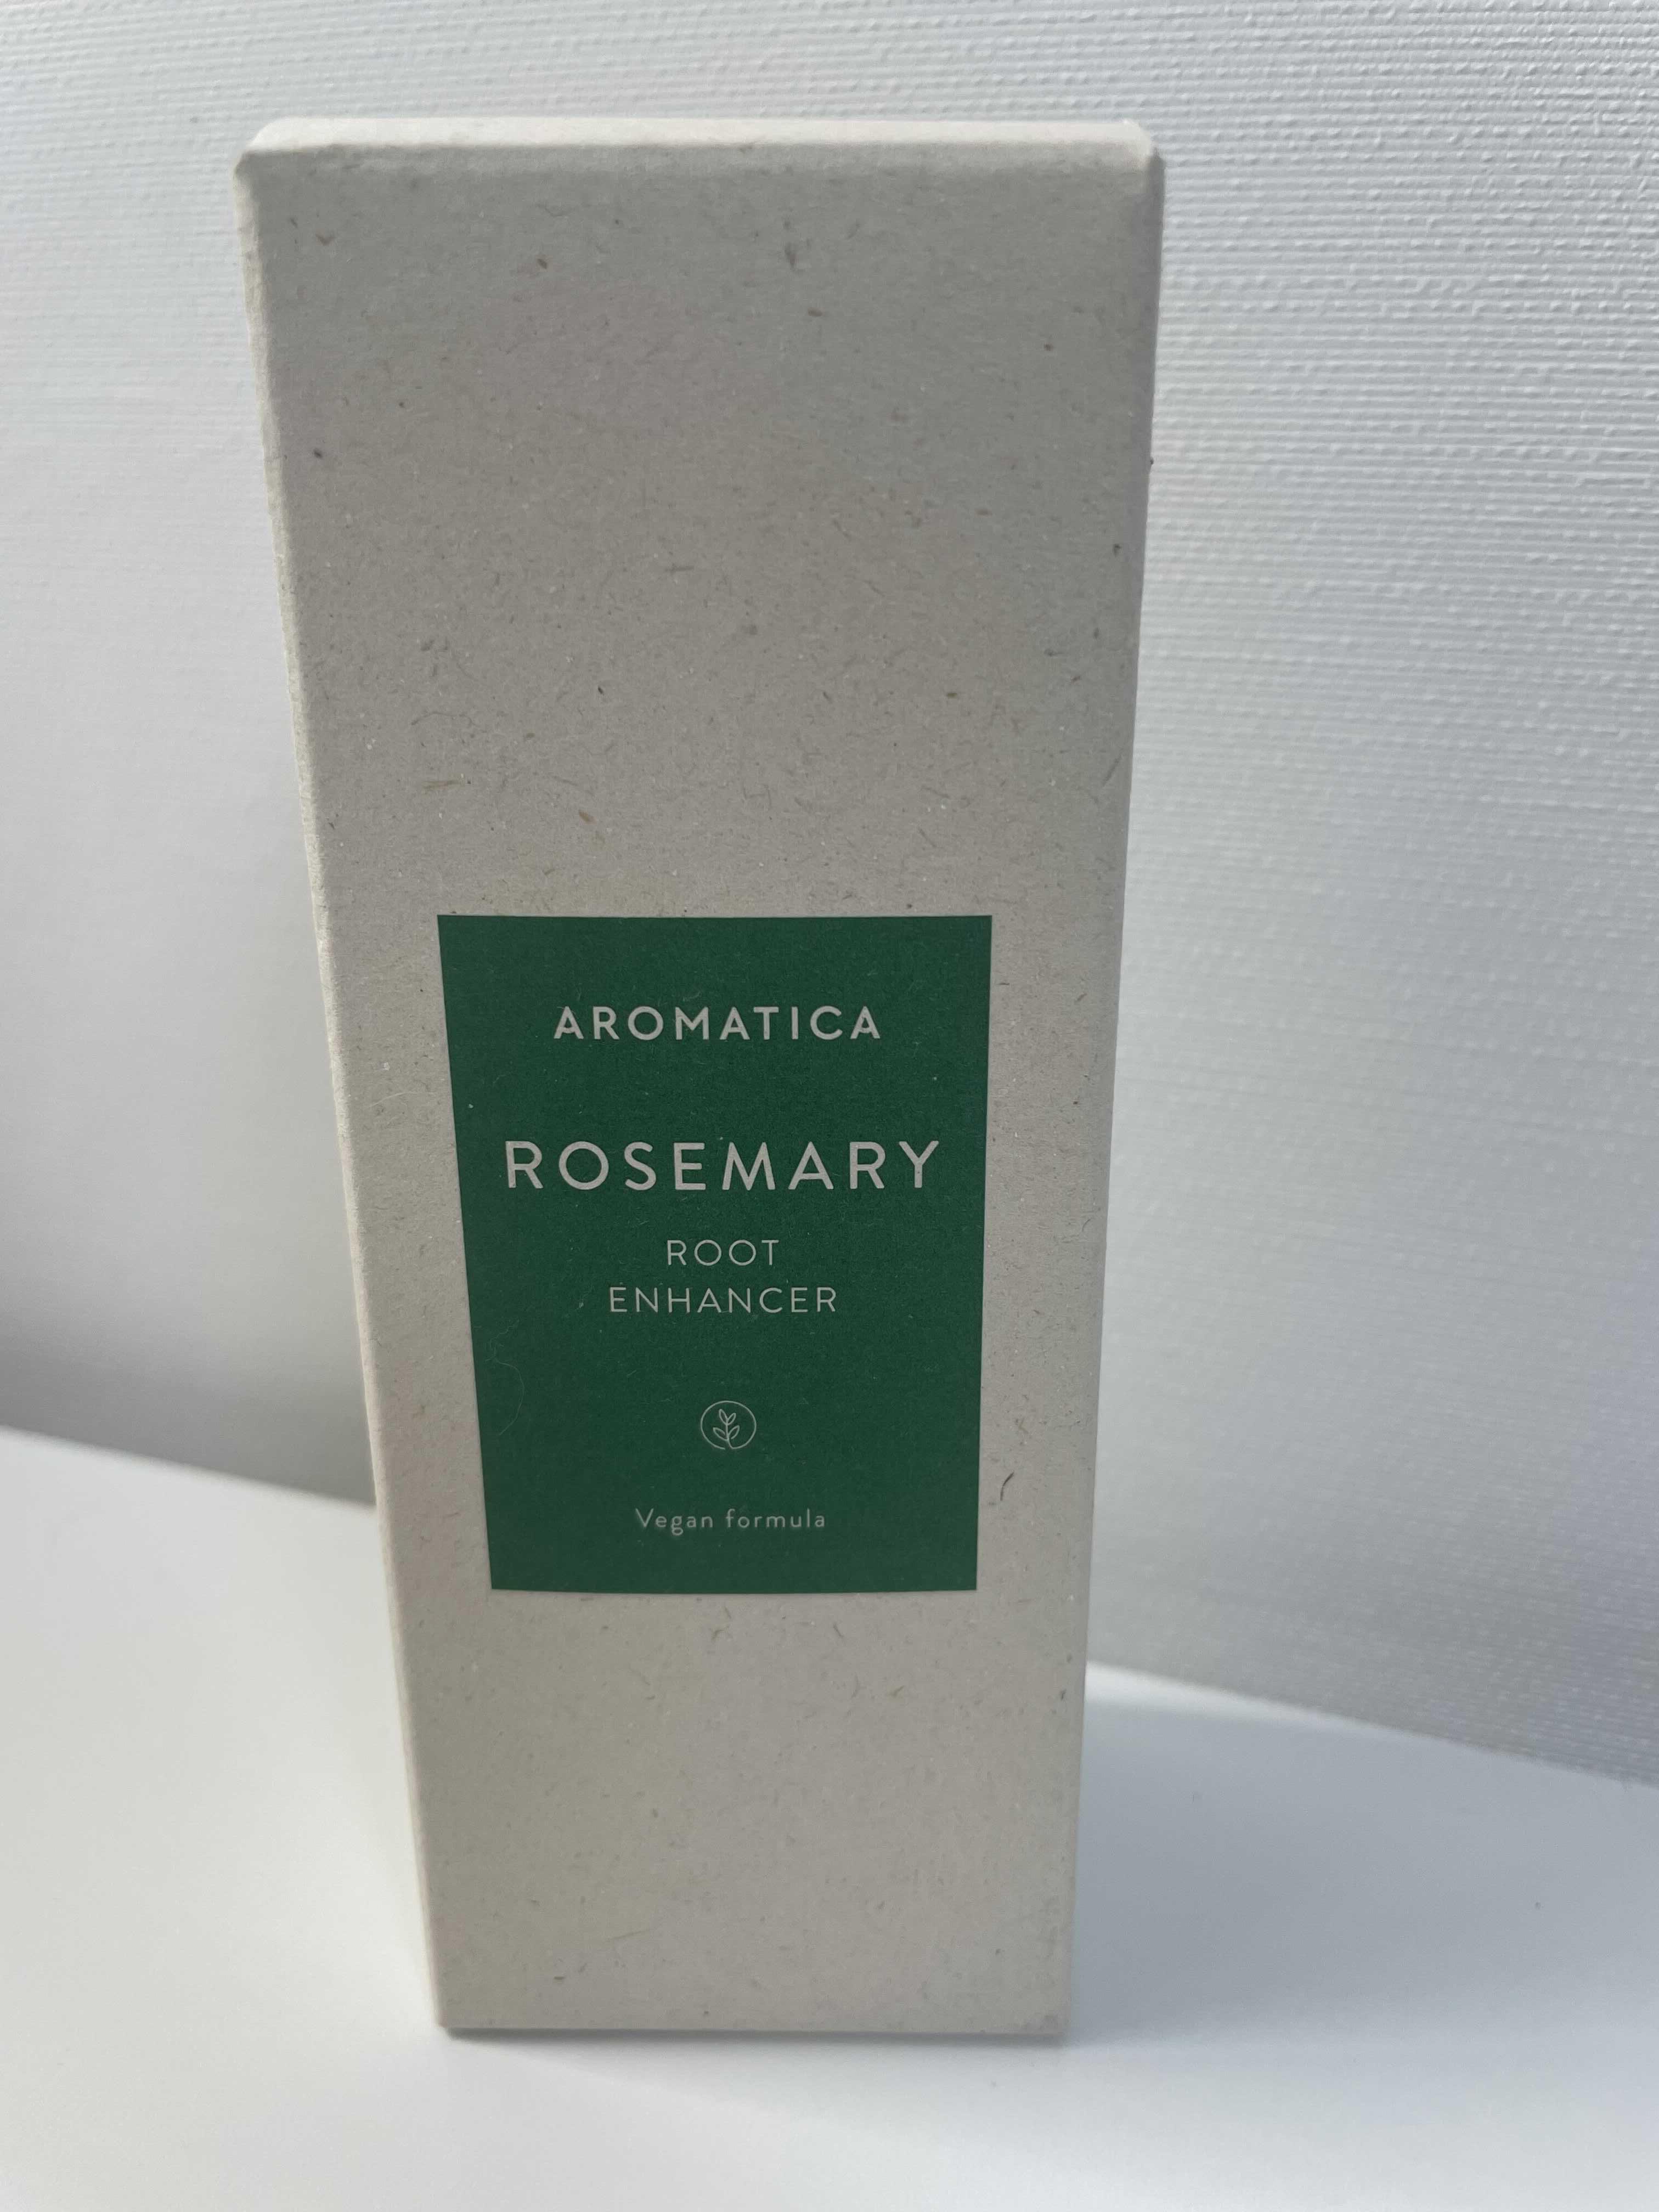 AROMATICA
ROSEMARY
ROOT
ENHANCER
Vegan formula